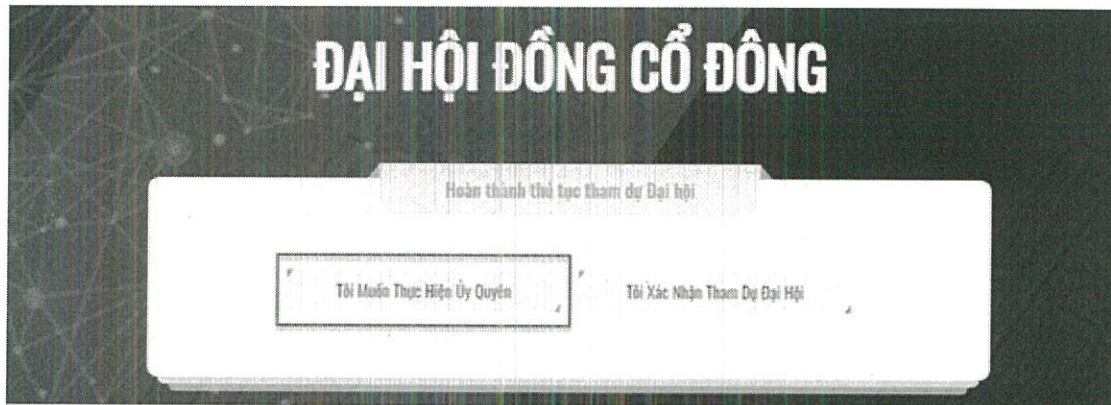 ĐẠI HỘI ĐỒNG CỔ ĐÔNG
Hoàn thành thủ tục tham dự Đại hội
Tôi Muốn Thực Hiện Ủy Quyền
Tôi Xác Nhận Tham Dự Đại Hội